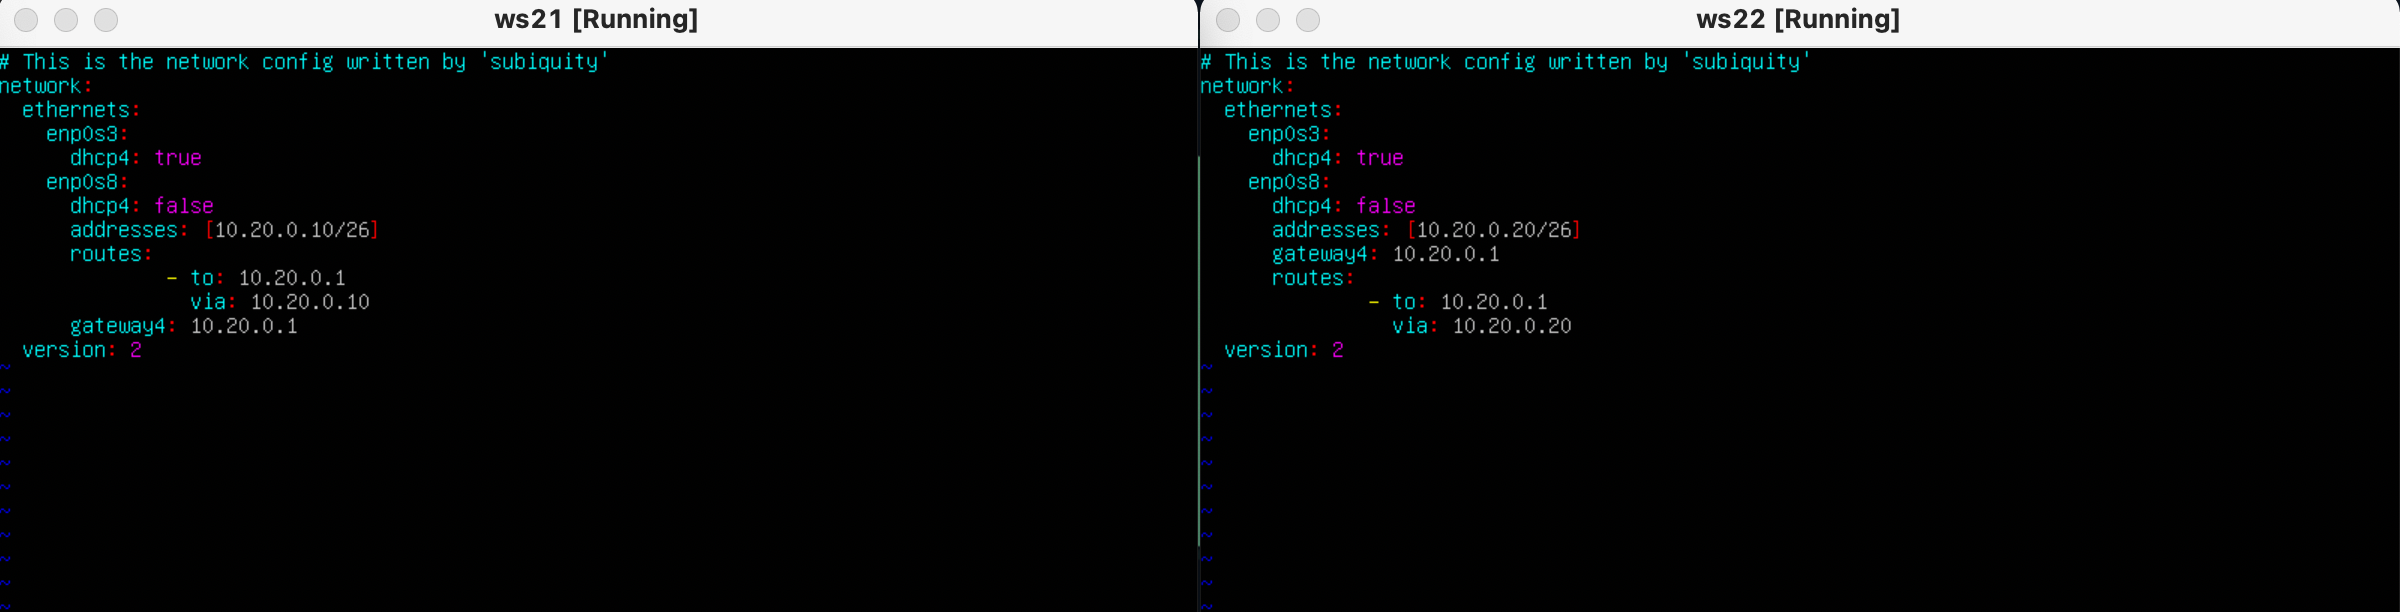 ws21 [Running]
# This is the network config written by 'subiquity'
network:
  ethernets:
    enp0s3:
      dhcp4: true
    enp0s8:
      dhcp4: false
      addresses: [10.20.0.10/26]
      routes:
              - to: 10.20.0.1
                via: 10.20.0.10
      gateway4: 10.20.0.1
  version: 2
~
~
~
~
~
~
~
~
~
~
~
ws22 [Running]
# This is the network config written by 'subiquity'
network:
  ethernets:
    enp0s3:
      dhcp4: true
    enp0s8:
      dhcp4: false
      addresses: [10.20.0.20/26]
      gateway4: 10.20.0.1
      routes:
              - to: 10.20.0.1
                via: 10.20.0.20
  version: 2
~
~
~
~
~
~
~
~
~
~
~